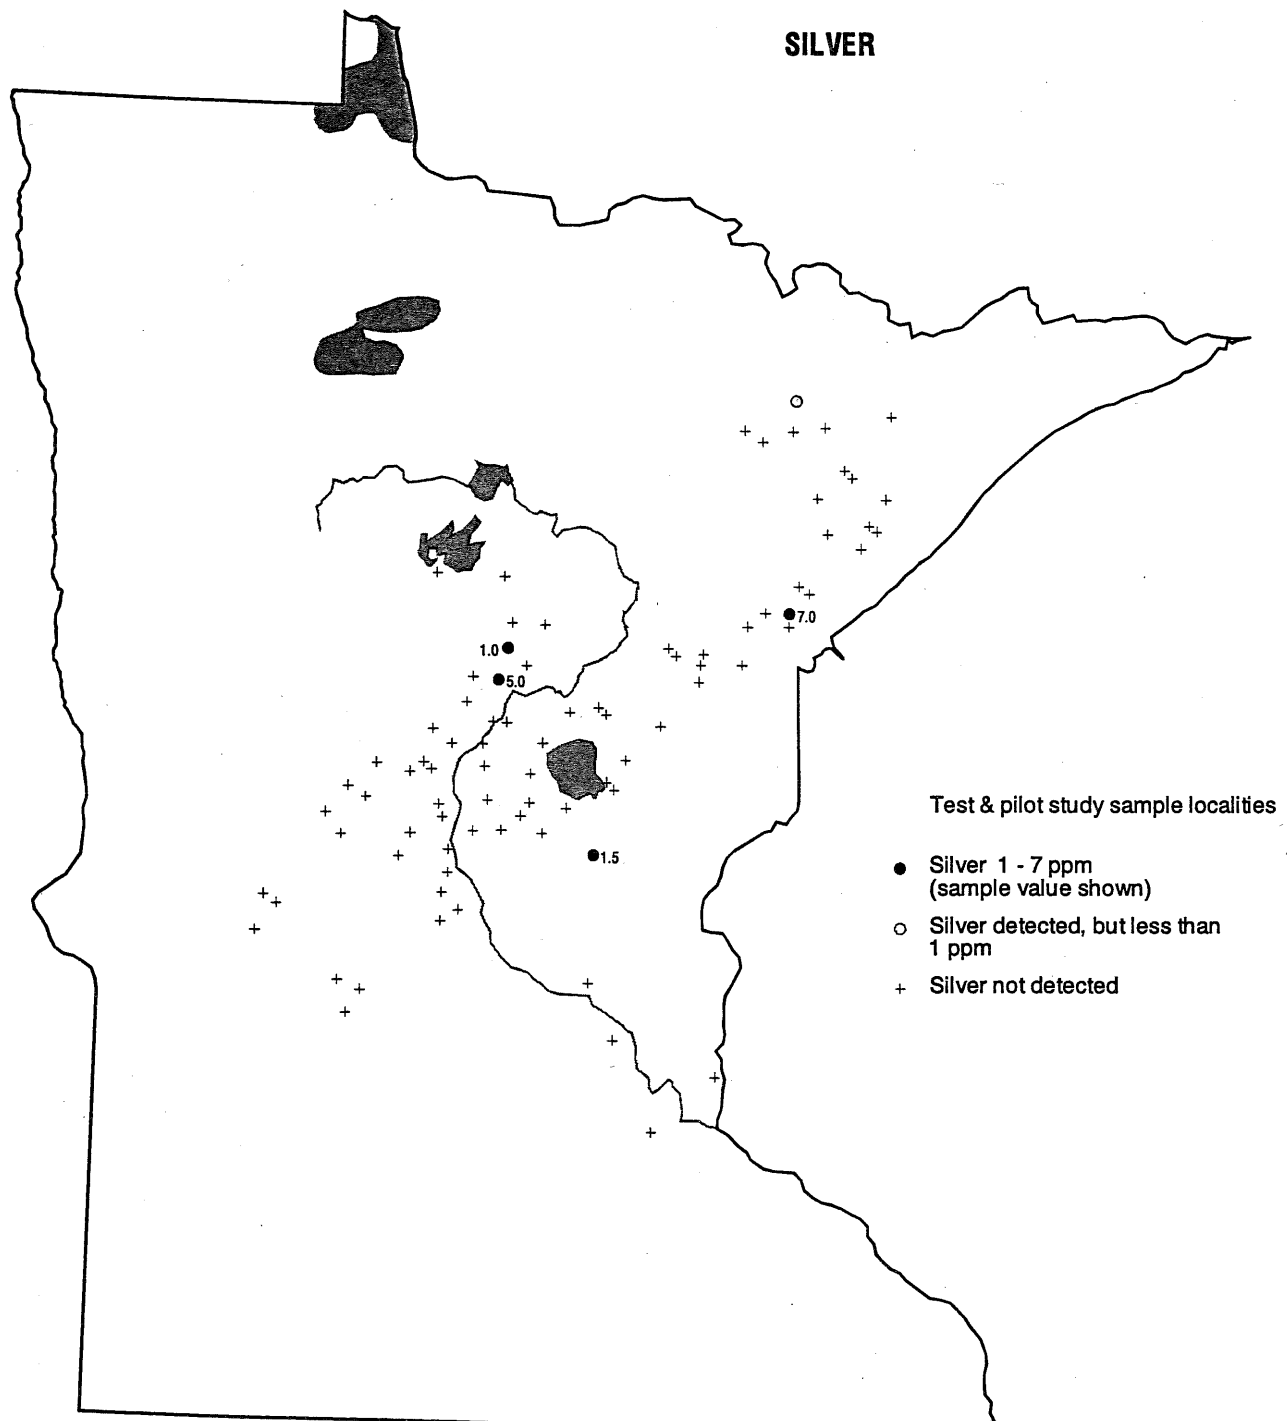 SILVER
7.0
1.0
5.0
Test & pilot study sample localities
1.5
Silver 1 - 7 ppm
(sample value shown)
Silver detected, but less than
1 ppm
Silver not detected